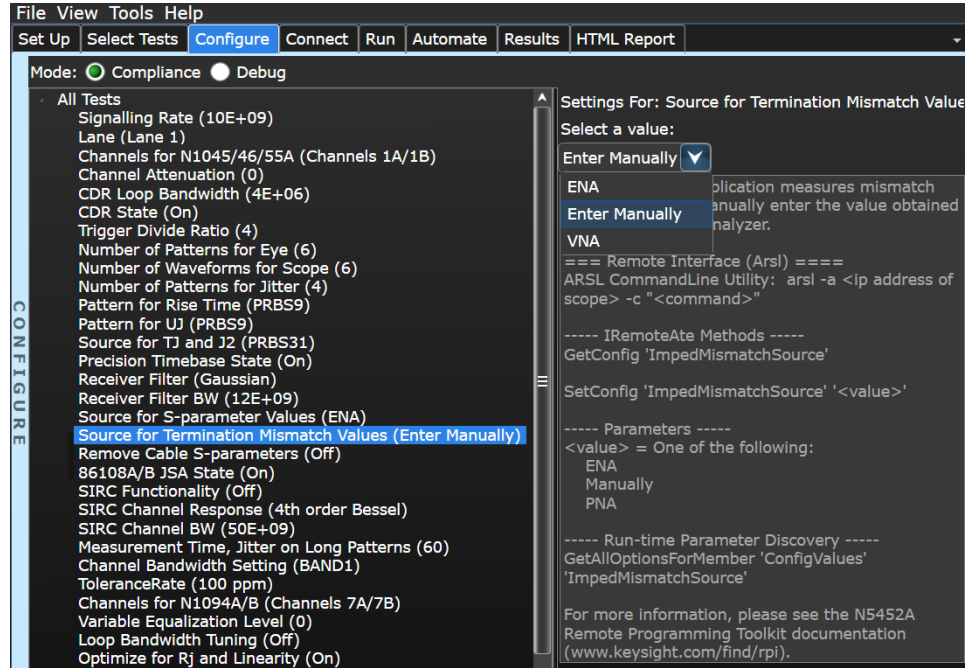 File View Tools Help
Set Up Select Tests Configure Connect Run Automate Results HTML Report
Mode: Compliance Debug
CONFIGURE
All Tests
Signalling Rate (10E+09)
Lane (Lane 1)
Channels for N1045/46/55A (Channels 1A/1B)
Channel Attenuation (0)
CDR Loop Bandwidth (4E+06)
CDR State (On)
Trigger Divide Ratio (4)
Number of Patterns for Eye (6)
Number of Waveforms for Scope (6)
Number of Patterns for Jitter (4)
Pattern for Rise Time (PRBS9)
Pattern for UJ (PRBS9)
Source for TJ and J2 (PRBS31)
Precision Timebase State (On)
Receiver Filter (Gaussian)
Receiver Filter BW (12E+09)
Source for S-parameter Values (ENA)
Source for Termination Mismatch Values (Enter Manually)
Remove Cable S-parameters (Off)
86108A/B JSA State (On)
SIRC Functionality (Off)
SIRC Channel Response (4th order Bessel)
SIRC Channel BW (50E+09)
Measurement Time, Jitter on Long Patterns (60)
Channel Bandwidth Setting (BAND1)
ToleranceRate (100 ppm)
Channels for N1094A/B (Channels 7A/7B)
Variable Equalization Level (0)
Loop Bandwidth Tuning (Off)
Optimize for Rj and Linearity (On)
Settings For: Source for Termination Mismatch Value
Select a value:
Enter Manually
ENA
Enter Manually
VNA
plication measures mismatch
anually enter the value obtained
nalyzer.
=== Remote Interface (Arsl) ====
ARSL CommandLine Utility: arsl -a <ip address of
scope> -c "<command>"
----- IRemoteAte Methods -----
GetConfig 'ImpedMismatchSource'
SetConfig 'ImpedMismatchSource' '<value>'
----- Parameters -----
<value> = One of the following:
ENA
Manually
PNA
----- Run-time Parameter Discovery -----
GetAllOptionsForMember 'ConfigValues'
'ImpedMismatchSource'
For more information, please see the N5452A
Remote Programming Toolkit documentation
(www.keysight.com/find/rpi).